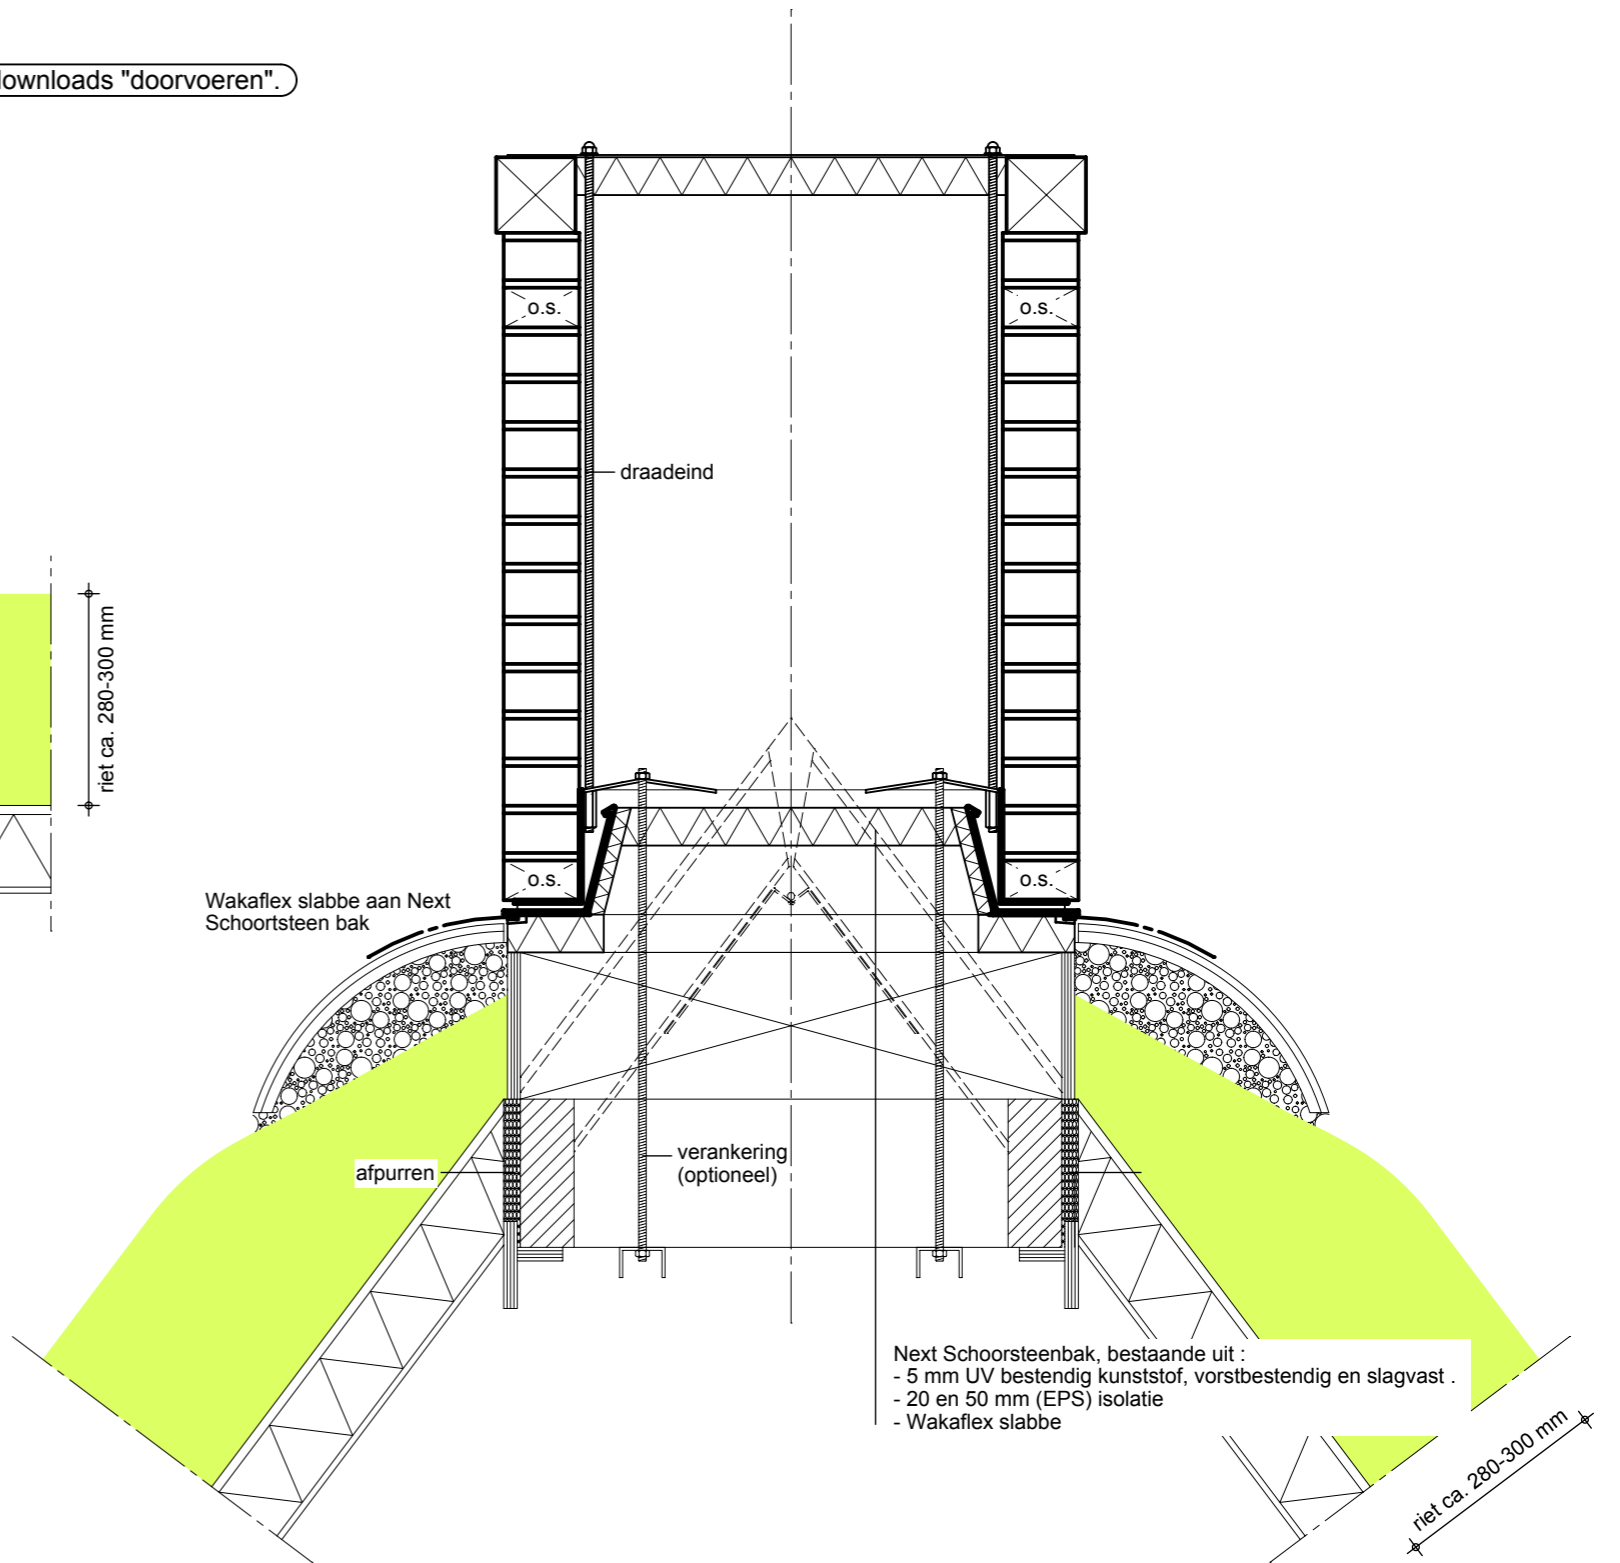 downloads "doorvoeren".
o.s.
o.s.
draadeind
riet ca. 280-300 mm
o.s.
o.s.
Wakaflex slabbe aan Next
Schoortsteen bak
verankering
(optioneel)
afpurren
Next Schoorsteenbak, bestaande uit :
- 5 mm UV bestendig kunststof, vorstbestendig en slagvast .
- 20 en 50 mm (EPS) isolatie
- Wakaflex slabbe
riet ca. 280-300 mm